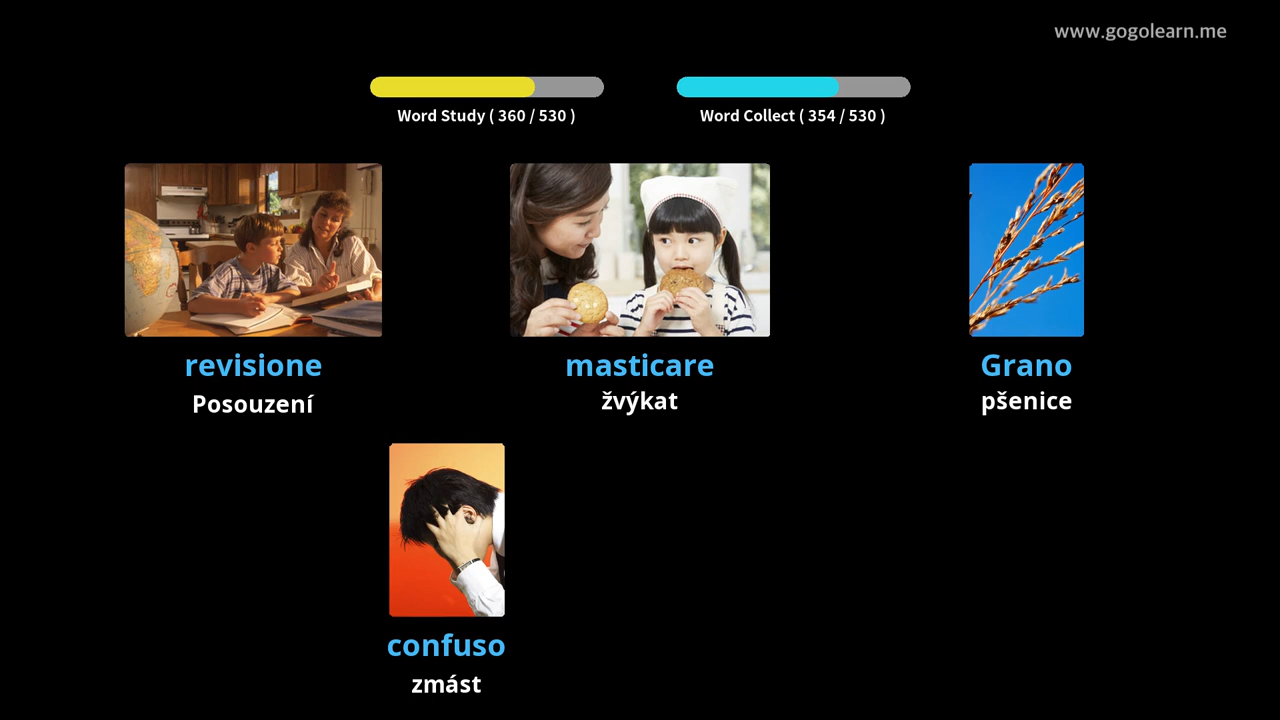 www.gogolearn.me
Word Study ( 360 / 530 )
Word Collect ( 354 / 530 )
revisione
Posouzení
masticare
žvýkat
Grano
pšenice
confuso
zmást